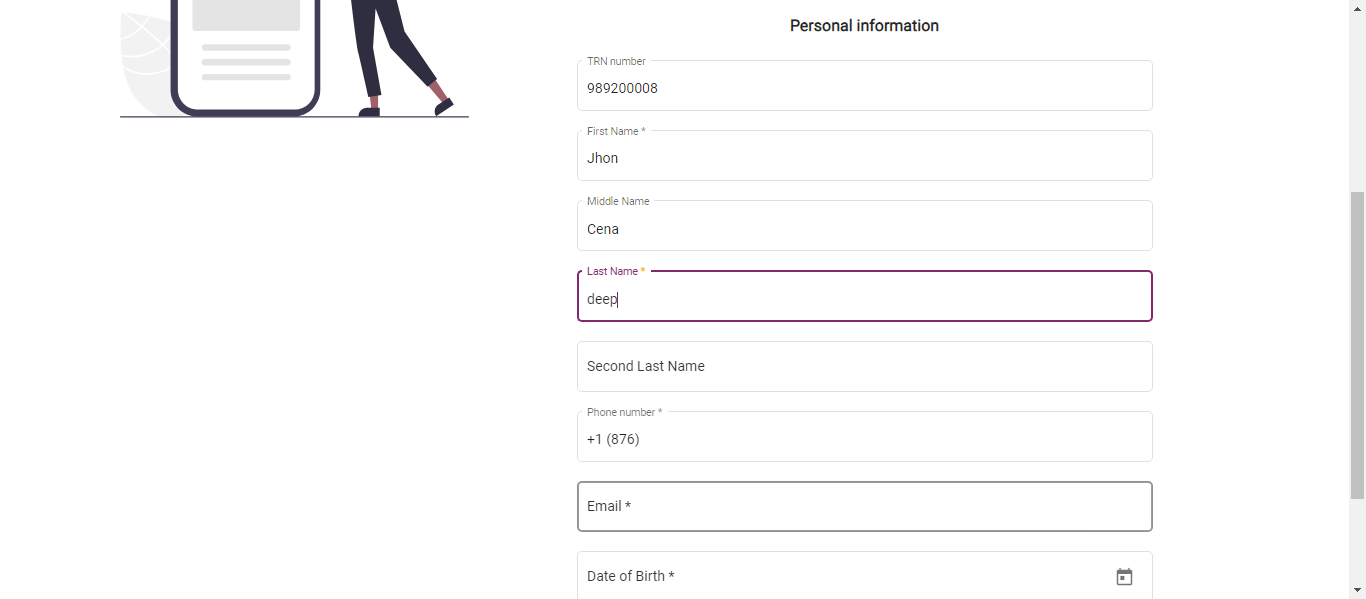 Personal information
TRN number
989200008
First Name *
Jhon
Middle Name
Cena
Last Name *
deep
Second Last Name
Phone number *
+1 (876)
Email *
Date of Birth *